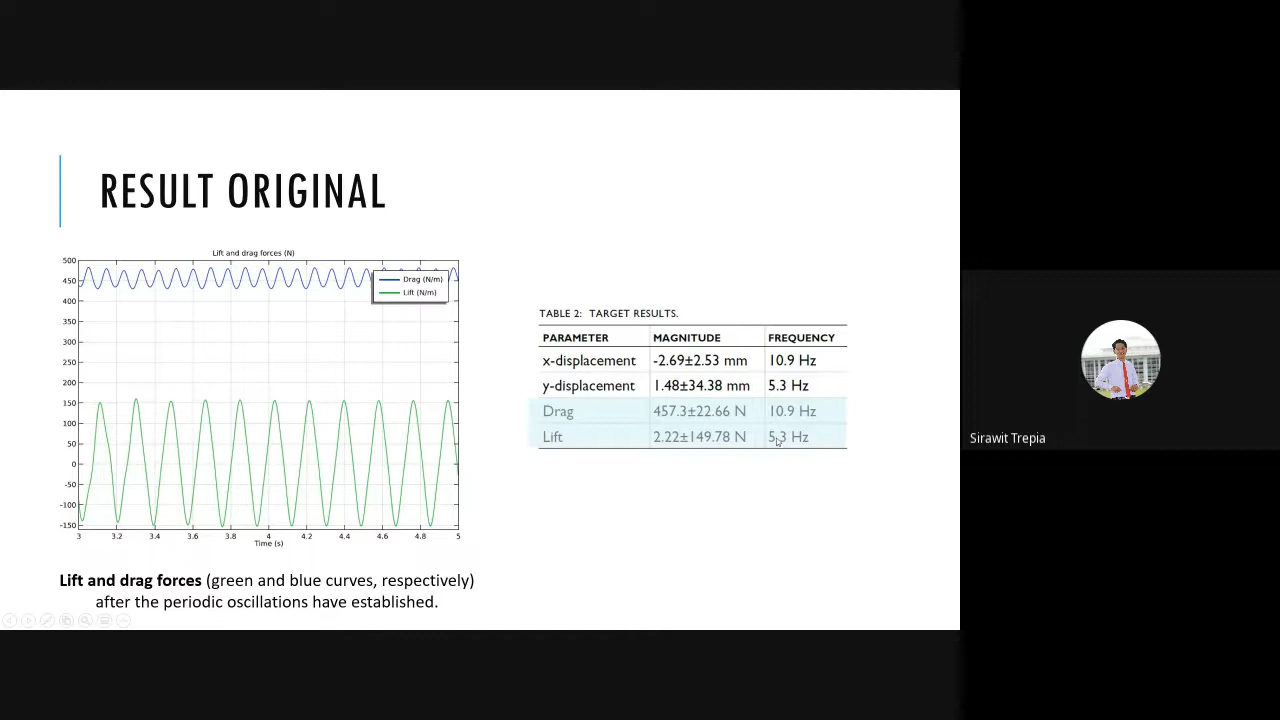 RESULT ORIGINAL
Lift and drag forces (N)
500
450
400
350
300
250
200
150
100
50
0
-50
-100
-150
Drag (N/m)
Lift (N/m)
3 3.2 3.4 3.6 3.8 4 4.2 4.4 4.6 4.8 5
Time (s)
Lift and drag forces (green and blue curves, respectively)
after the periodic oscillations have established.
TABLE 2: TARGET RESULTS.
PARAMETER MAGNITUDE FREQUENCY
x-displacement -2.69±2.53 mm 10.9 Hz
y-displacement 1.48±34.38 mm 5.3 Hz
Drag 457.3±22.66 N 10.9 Hz
Lift 2.22±149.78 N 5.3 Hz
Sirawit Trepia